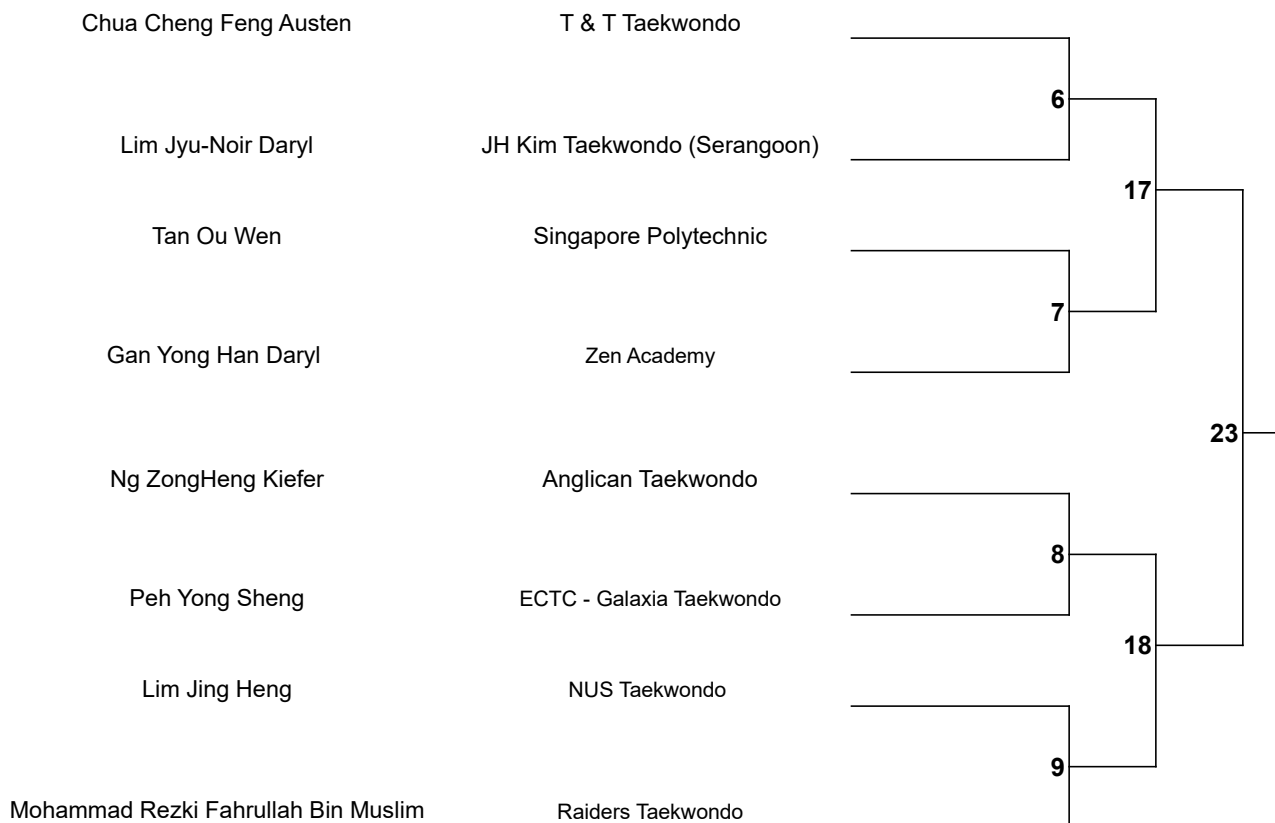 Chua Cheng Feng Austen T & T Taekwondo
6
Lim Jyu-Noir Daryl JH Kim Taekwondo (Serangoon)
17
Tan Ou Wen Singapore Polytechnic
7
Gan Yong Han Daryl Zen Academy
23
Ng ZongHeng Kiefer Anglican Taekwondo
8
Peh Yong Sheng ECTC - Galaxia Taekwondo
18
Lim Jing Heng NUS Taekwondo
9
Mohammad Rezki Fahrullah Bin Muslim Raiders Taekwondo